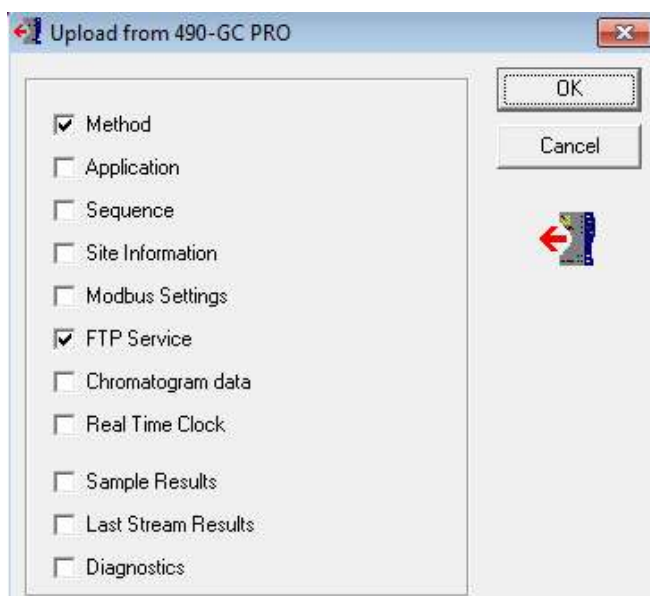 Upload from 490-GC PRO
OK
Cancel
Method
Application
Sequence
Site Information
Modbus Settings
FTP Service
Chromatogram data
Real Time Clock
Sample Results
Last Stream Results
Diagnostics